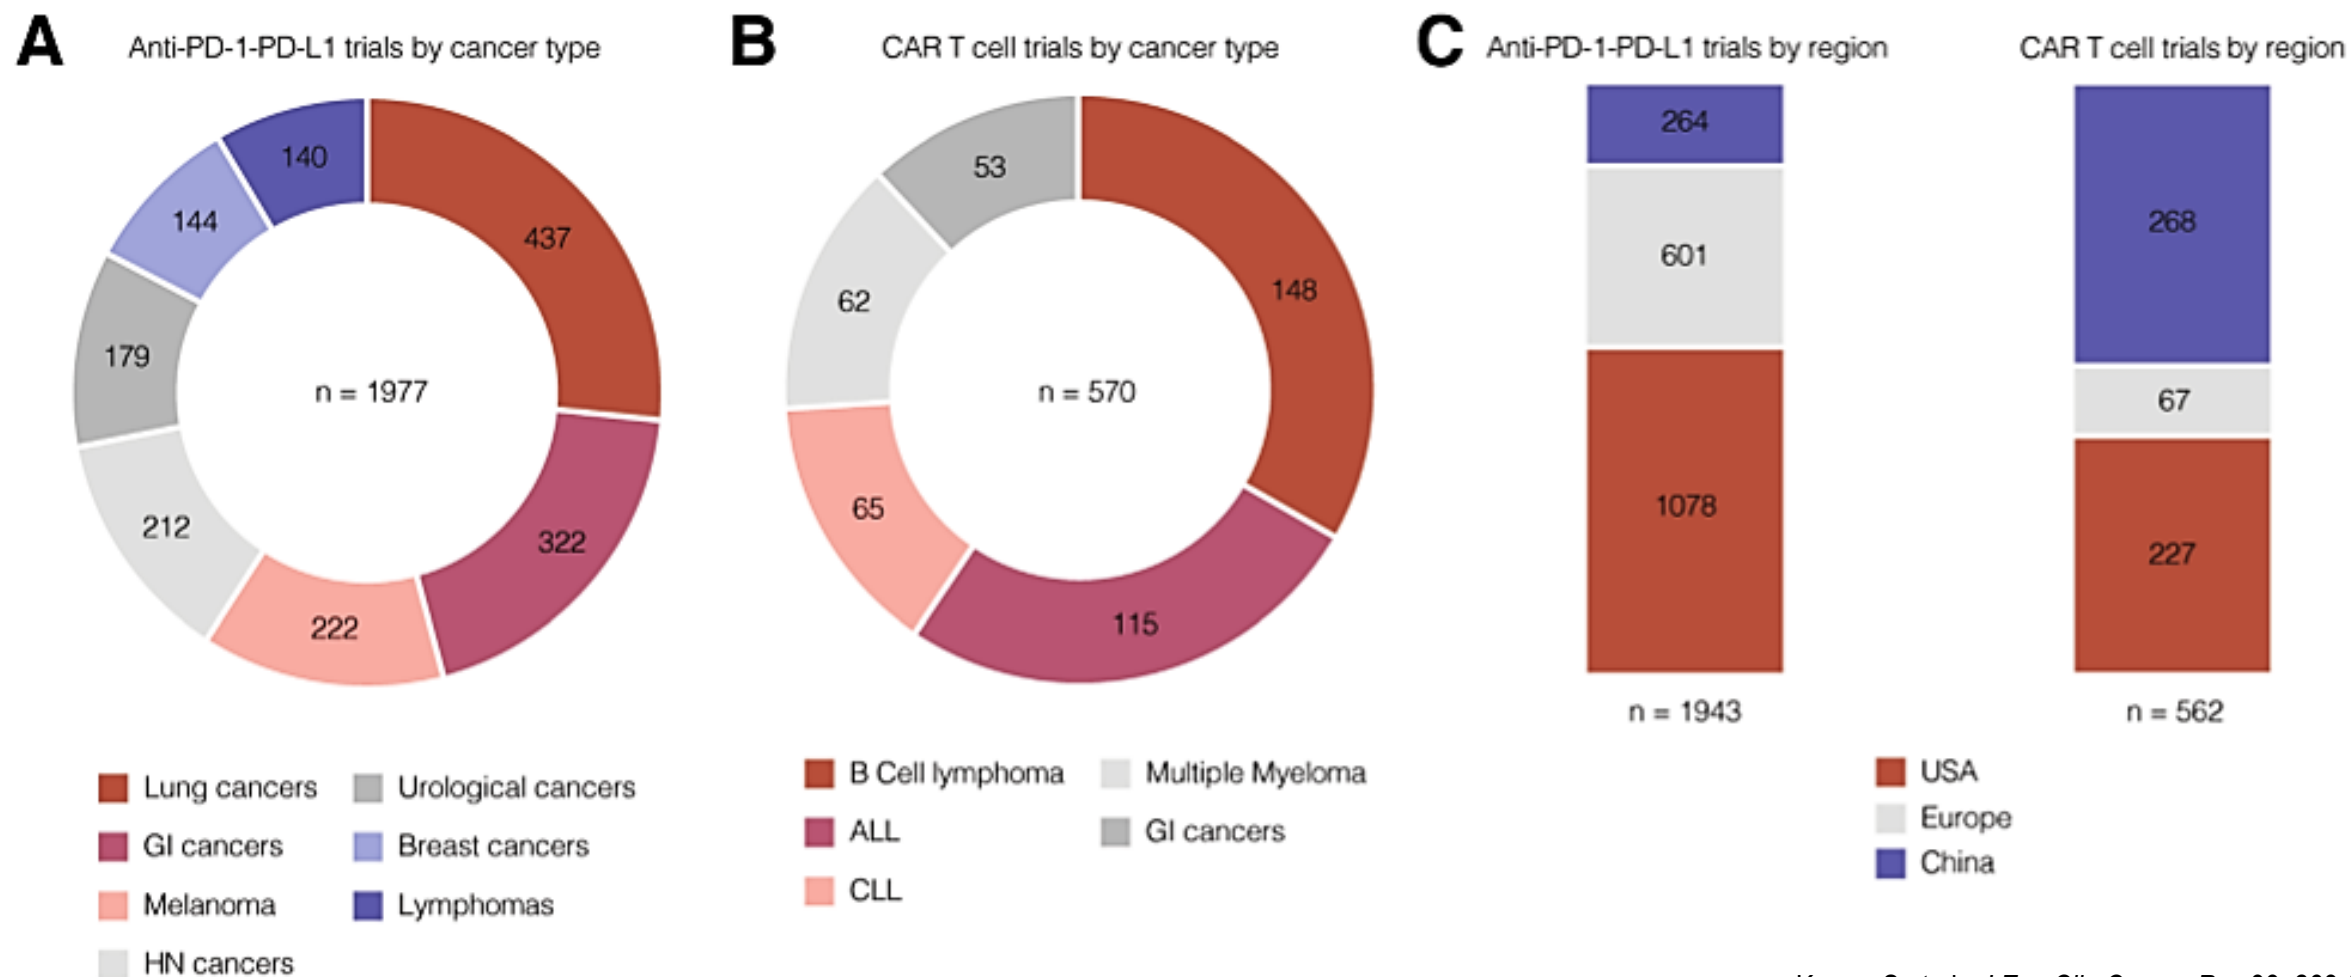 A
Anti-PD-1-PD-L1 trials by cancer type
140
437
144
179
n = 1977
212
322
222
Lung cancers
GI cancers
Melanoma
HN cancers
Urological cancers
Breast cancers
Lymphomas
B
CAR T cell trials by cancer type
53
148
62
n = 570
65
115
B Cell lymphoma
ALL
CLL
Multiple Myeloma
GI cancers
C
Anti-PD-1-PD-L1 trials by region
264
601
1078
n = 1943
CAR T cell trials by region
268
67
227
n = 562
USA
Europe
China